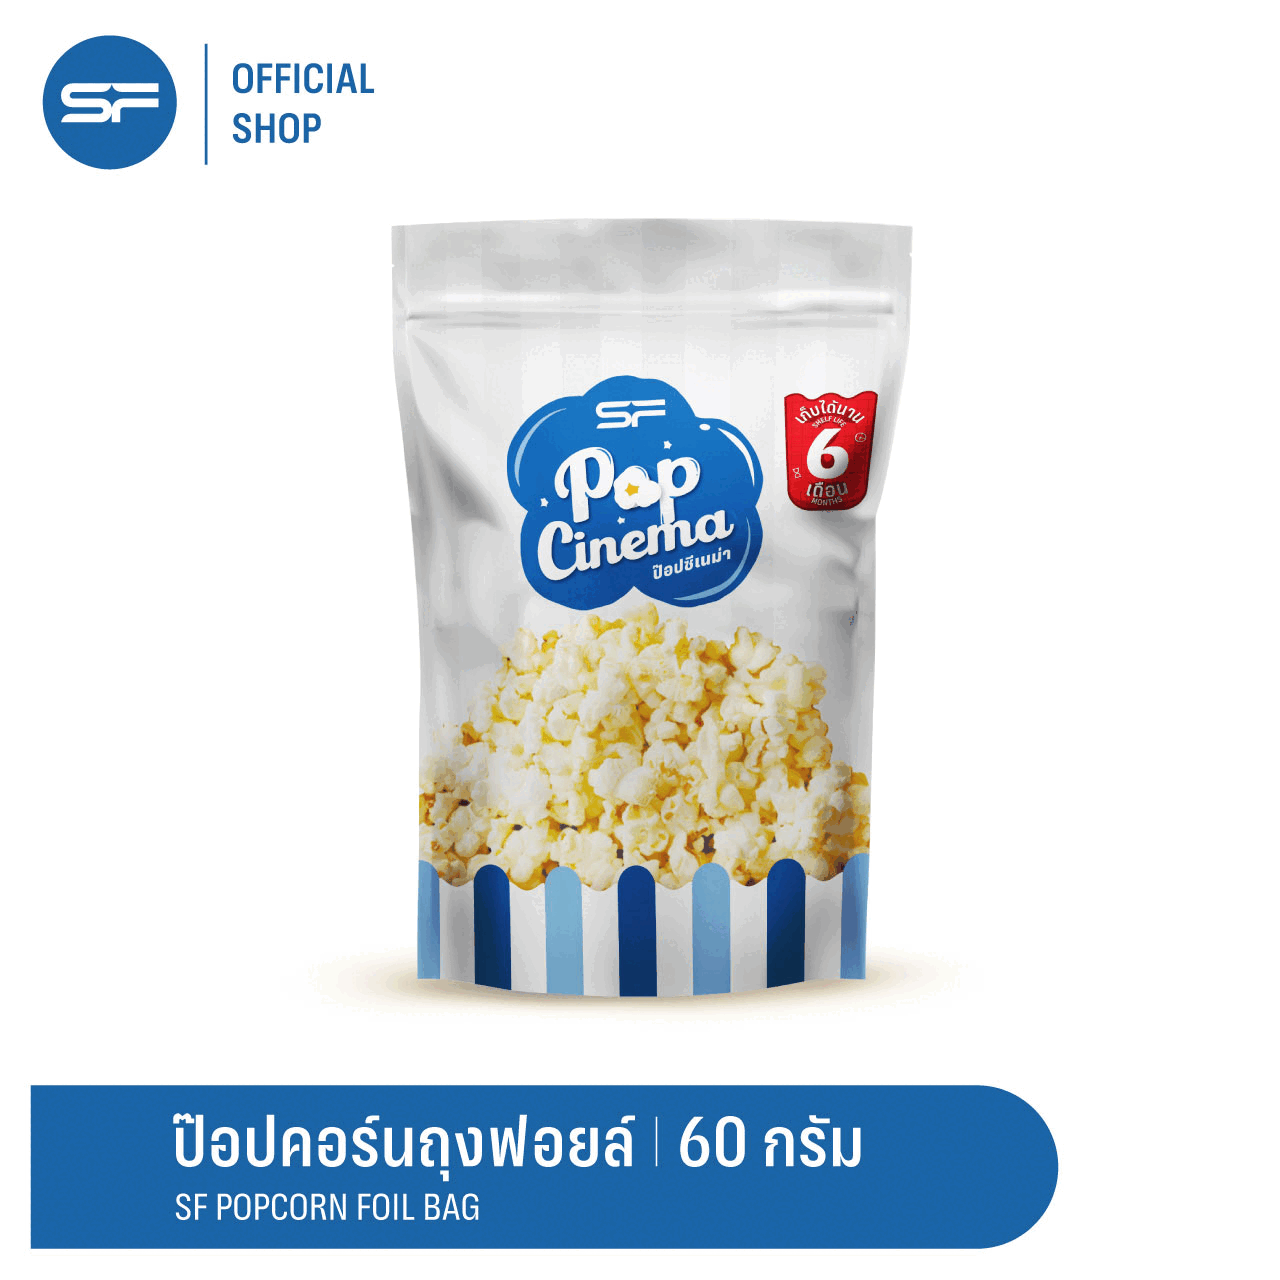 SF
OFFICIAL
SHOP
SF
Pop
Cinema
ป๊อปซีเนม่า
เก็บได้นาน
SHELF LIFE
6
เดือน
MONTHS
ป๊อปคอร์นถุงฟอยล์ | 60 กรัม
SF POPCORN FOIL BAG